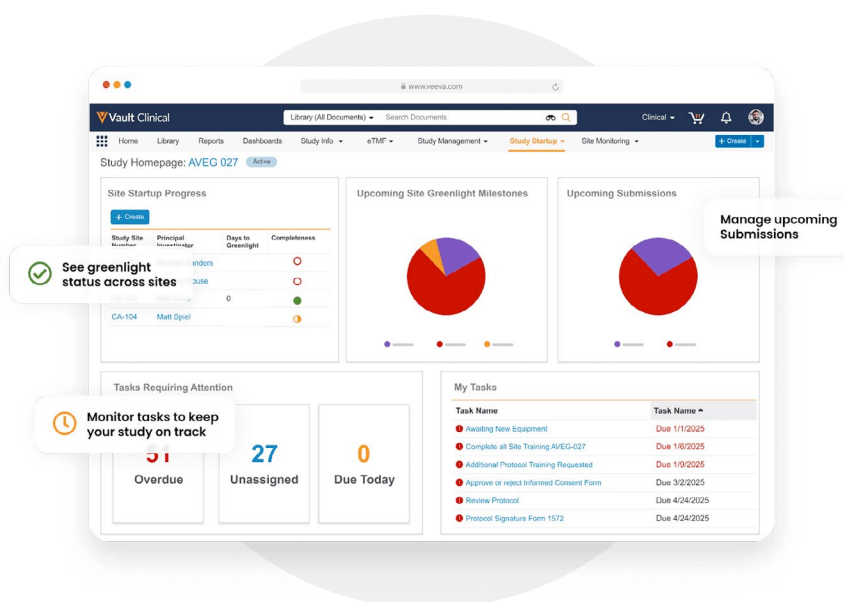 www.veeva.com
Vault Clinical
Library (All Documents)
Search Documents
Clinical
Home
Library
Reports
Dashboards
Study Info
eTMF
Study Management
Study Startup
Site Monitoring
+ Create
Study Homepage: AVEG 027
Active
Site Startup Progress
+ Create
Study Site
Number
Principal
Investigator
Days to
Greenlight
Completeness
0
CA-104
Matt Spiel
See greenlight
status across sites
Upcoming Site Greenlight Milestones
Upcoming Submissions
Manage upcoming
Submissions
Tasks Requiring Attention
Monitor tasks to keep
your study on track
51
Overdue
27
Unassigned
0
Due Today
My Tasks
Task Name
Task Name
Awaiting New Equipment
Due 1/1/2025
Complete all Site Training AVEG-027
Due 1/6/2025
Additional Protocol Training Requested
Due 1/9/2025
Approve or reject Informed Consent Form
Due 3/2/2025
Review Protocol
Due 4/24/2025
Protocol Signature Form 1572
Due 4/24/2025